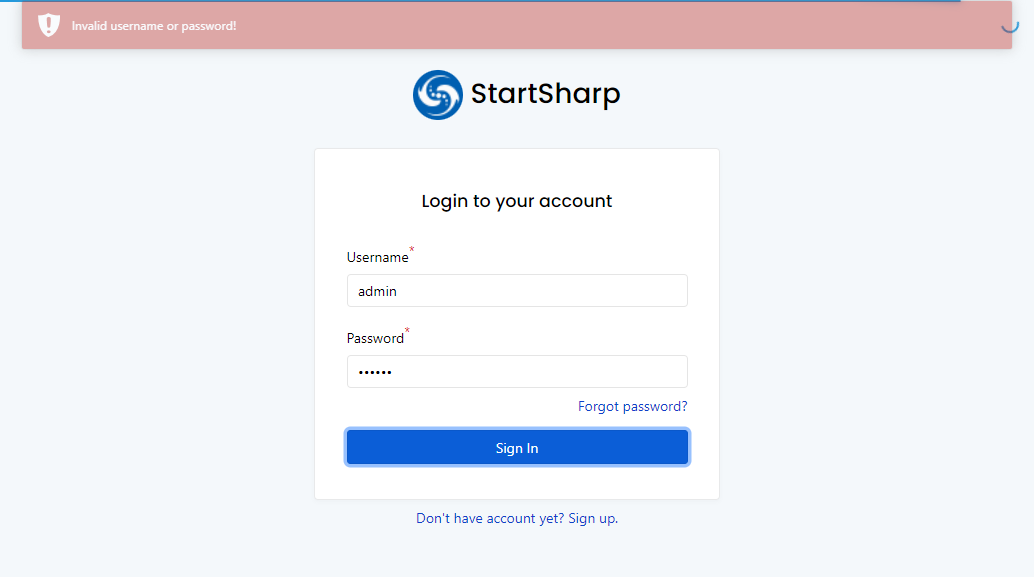 Invalid username or password!
StartSharp
Login to your account
Username*
admin
Password*
••••••
Forgot password?
Sign In
Don't have account yet? Sign up.